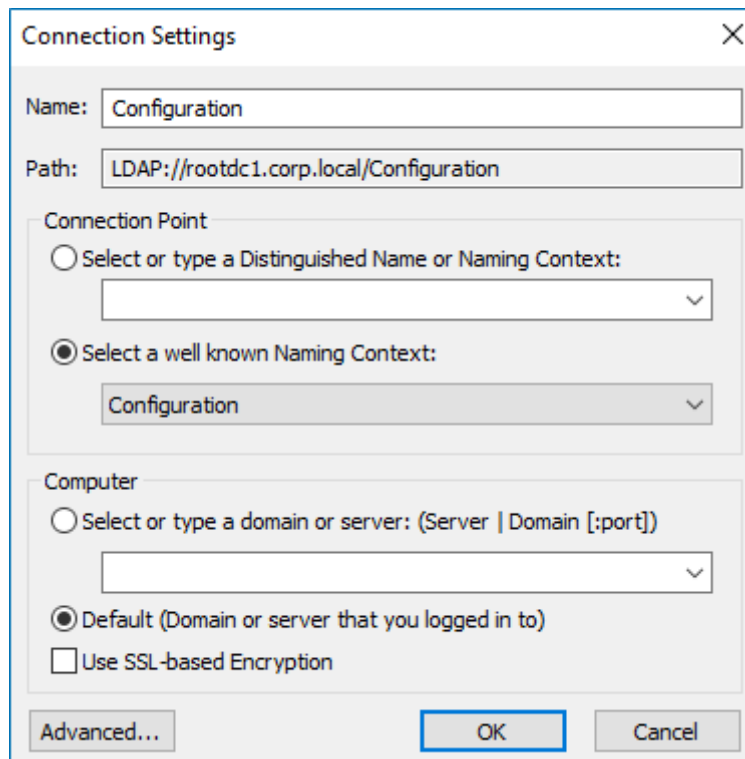 Connection Settings
Name: Configuration
Path: LDAP://rootdc1.corp.local/Configuration
Connection Point
Select or type a Distinguished Name or Naming Context:
Select a well known Naming Context:
Configuration
Computer
Select or type a domain or server: (Server | Domain [:port])
Default (Domain or server that you logged in to)
Use SSL-based Encryption
Advanced... OK Cancel